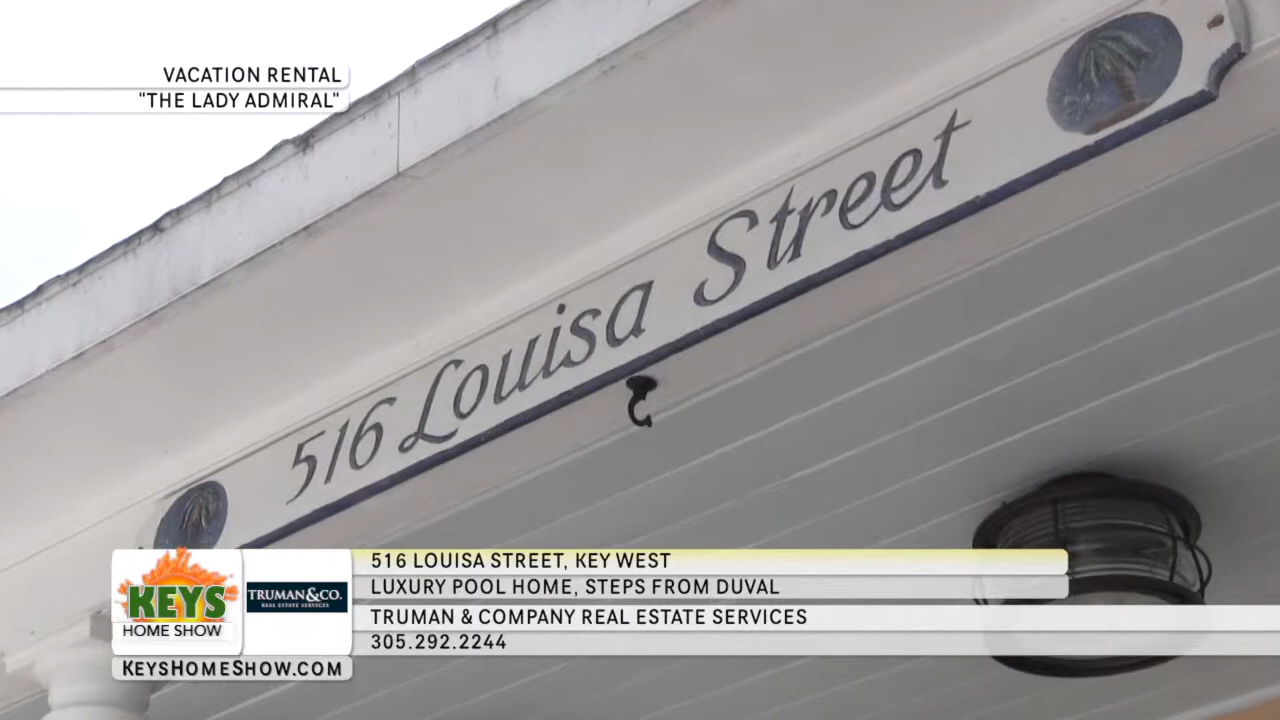 VACATION RENTAL
"THE LADY ADMIRAL"
516 Louisa Street
516 LOUISA STREET, KEY WEST
LUXURY POOL HOME, STEPS FROM DUVAL
TRUMAN & COMPANY REAL ESTATE SERVICES
305.292.2244
KEYS
HOME SHOW
TRUMAN&CO.
REAL ESTATE SERVICES
KEYSHOMESHOW.COM